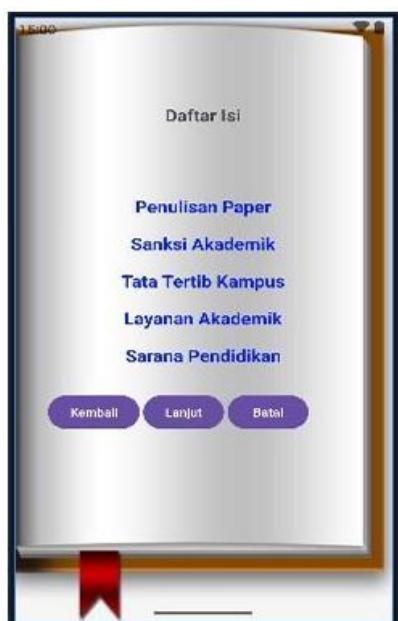 15:00
Daftar Isi
Penulisan Paper
Sanksi Akademik
Tata Tertib Kampus
Layanan Akademik
Sarana Pendidikan
Kembali Lanjut Batal